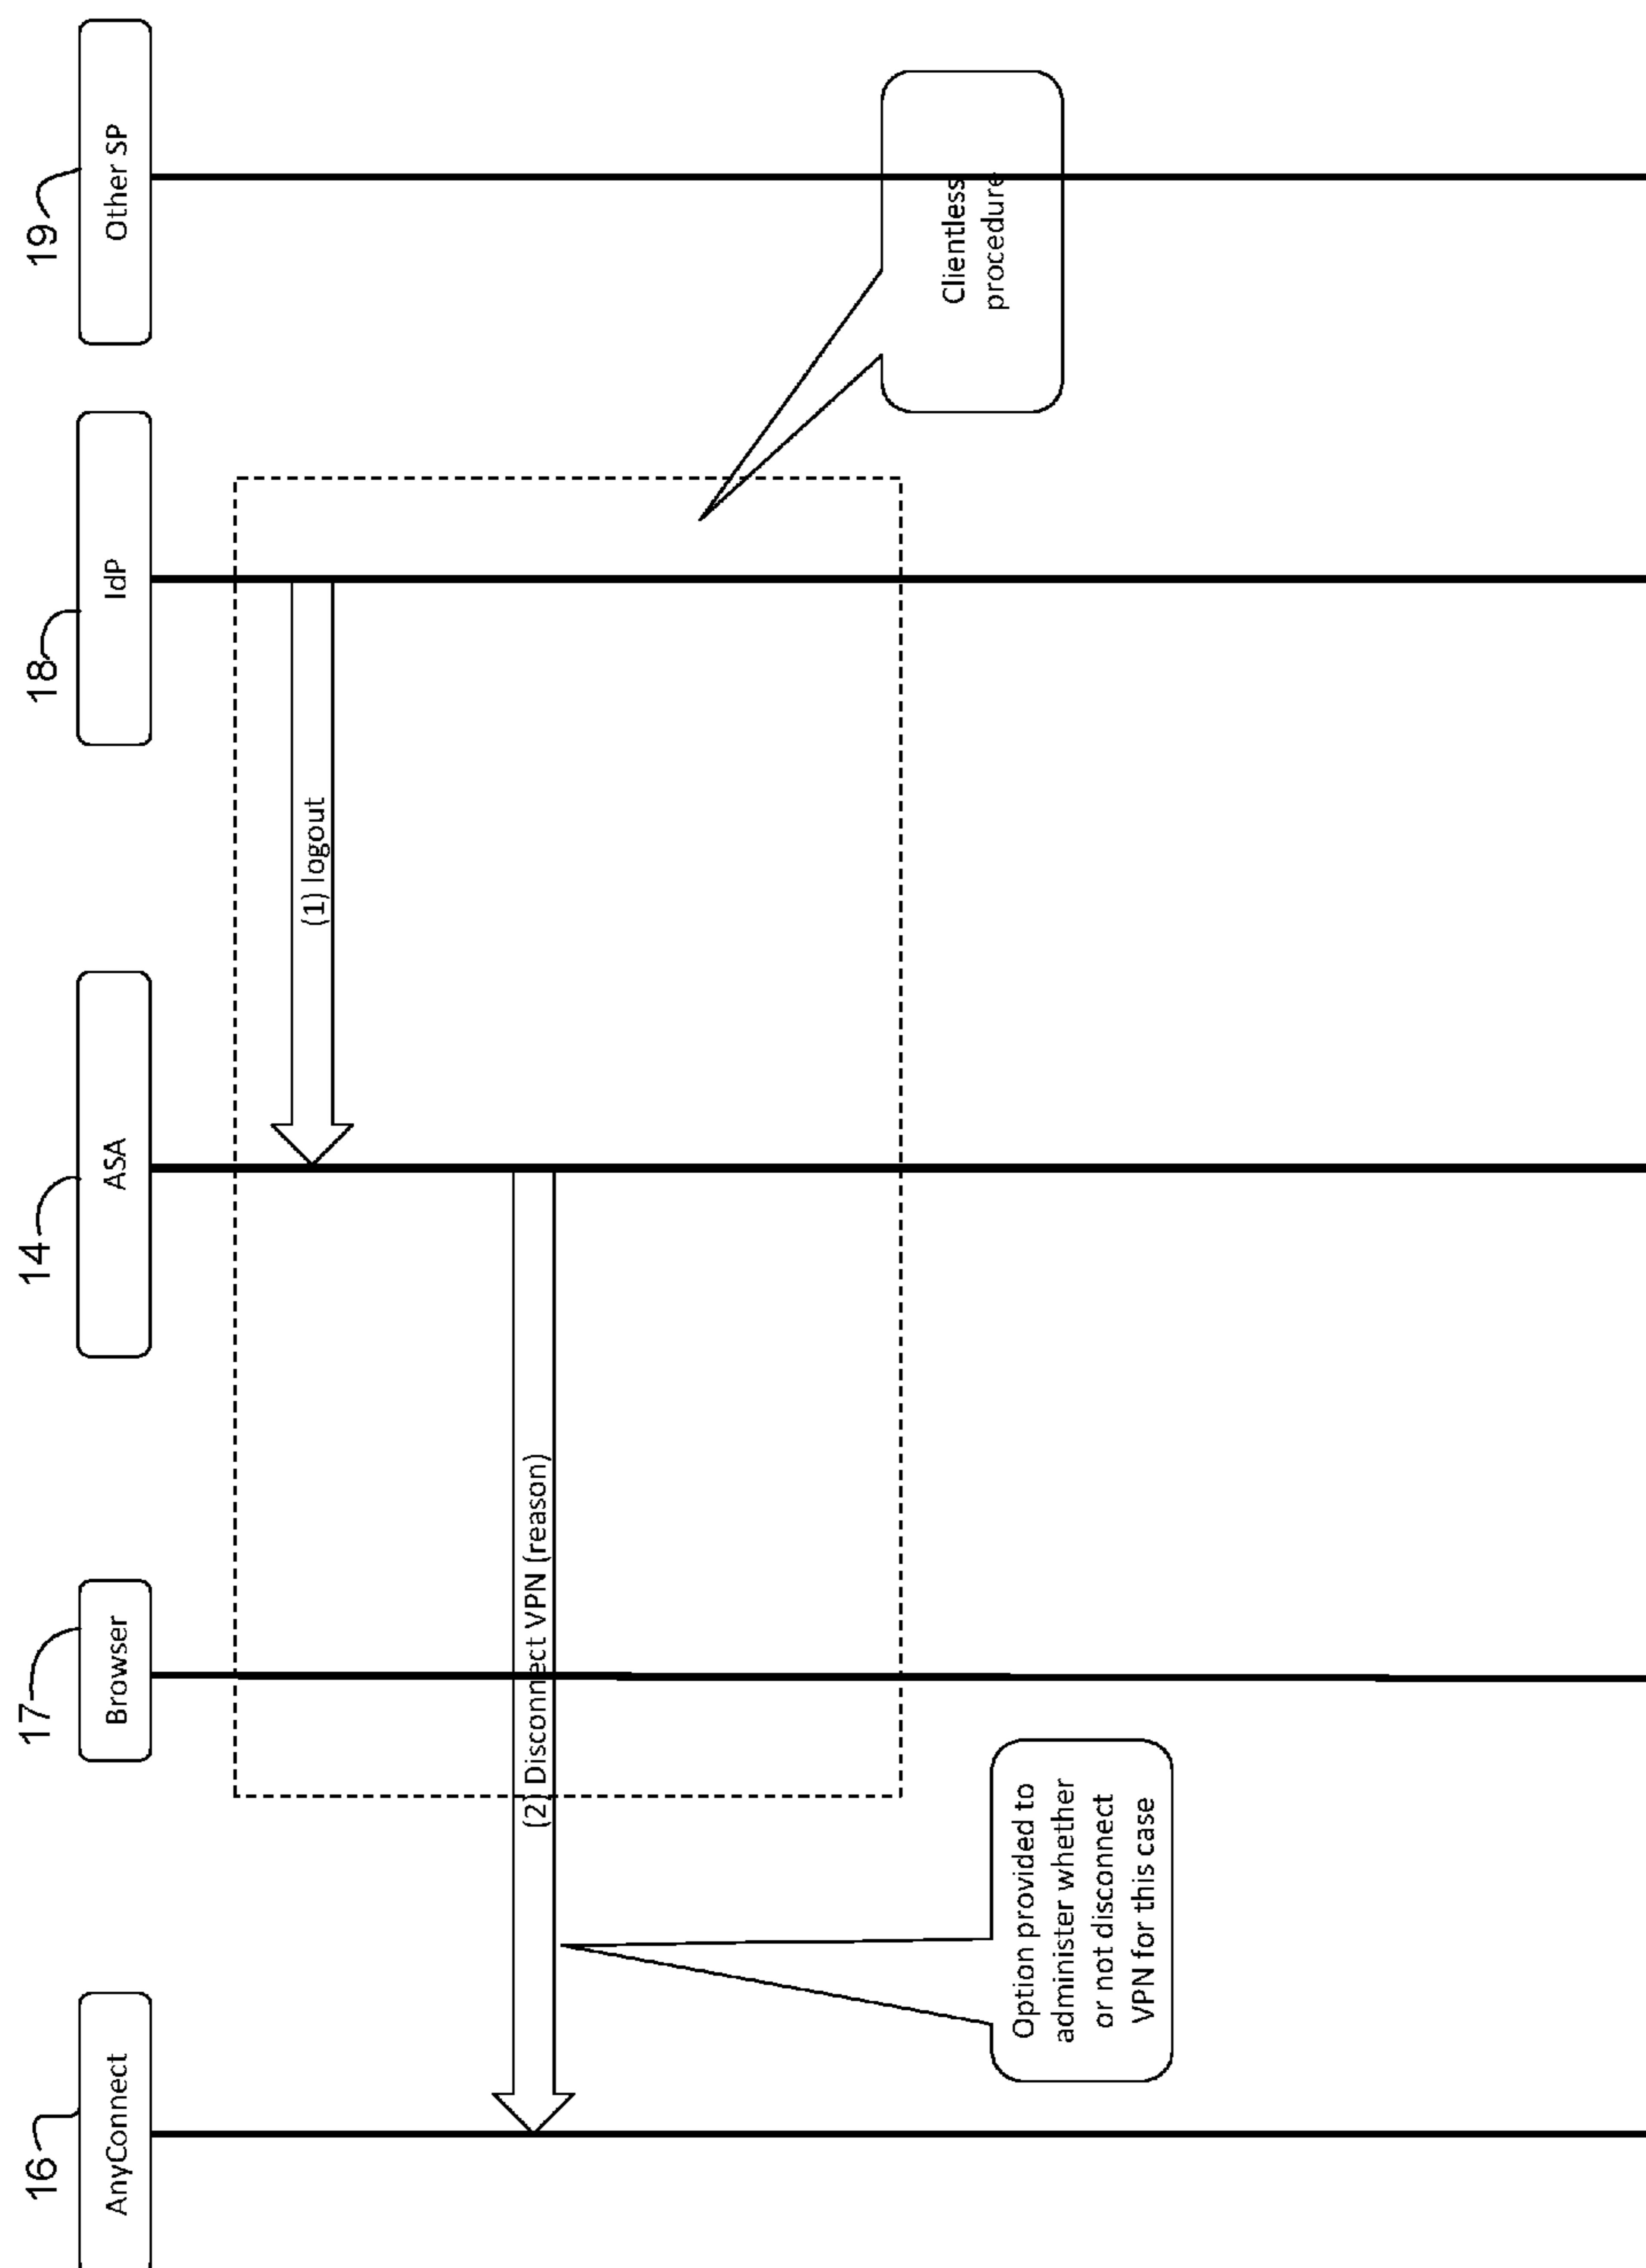 16
AnyConnect
17
Browser
14
ASA
18
IdP
19
Other SP
(1) logout
(2) Disconnect VPN (reason)
Clientless
procedure
Option provided to
administer whether
or not disconnect
VPN for this case